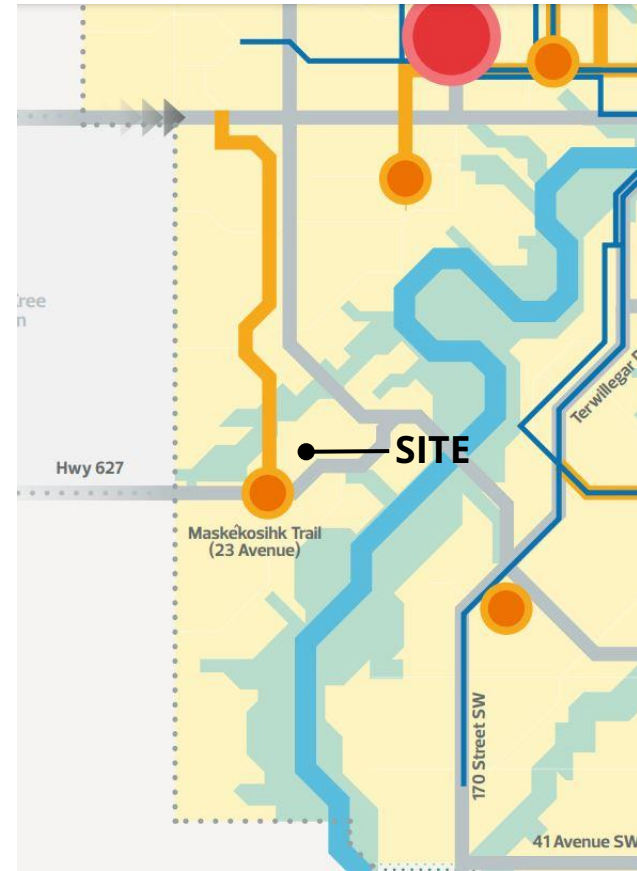 Terwillegar
SITE
Hwy 627
Maskêkosihk Trail
(23 Avenue)
170 Street SW
41 Avenue SW